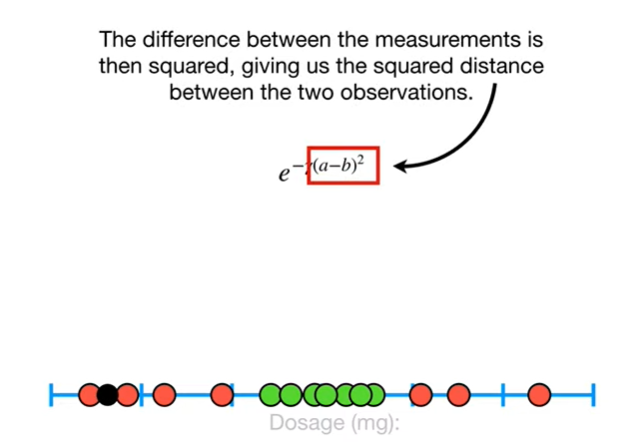 The difference between the measurements is
then squared, giving us the squared distance
between the two observations.
e^{-γ(a-b)^2}
Dosage (mg):